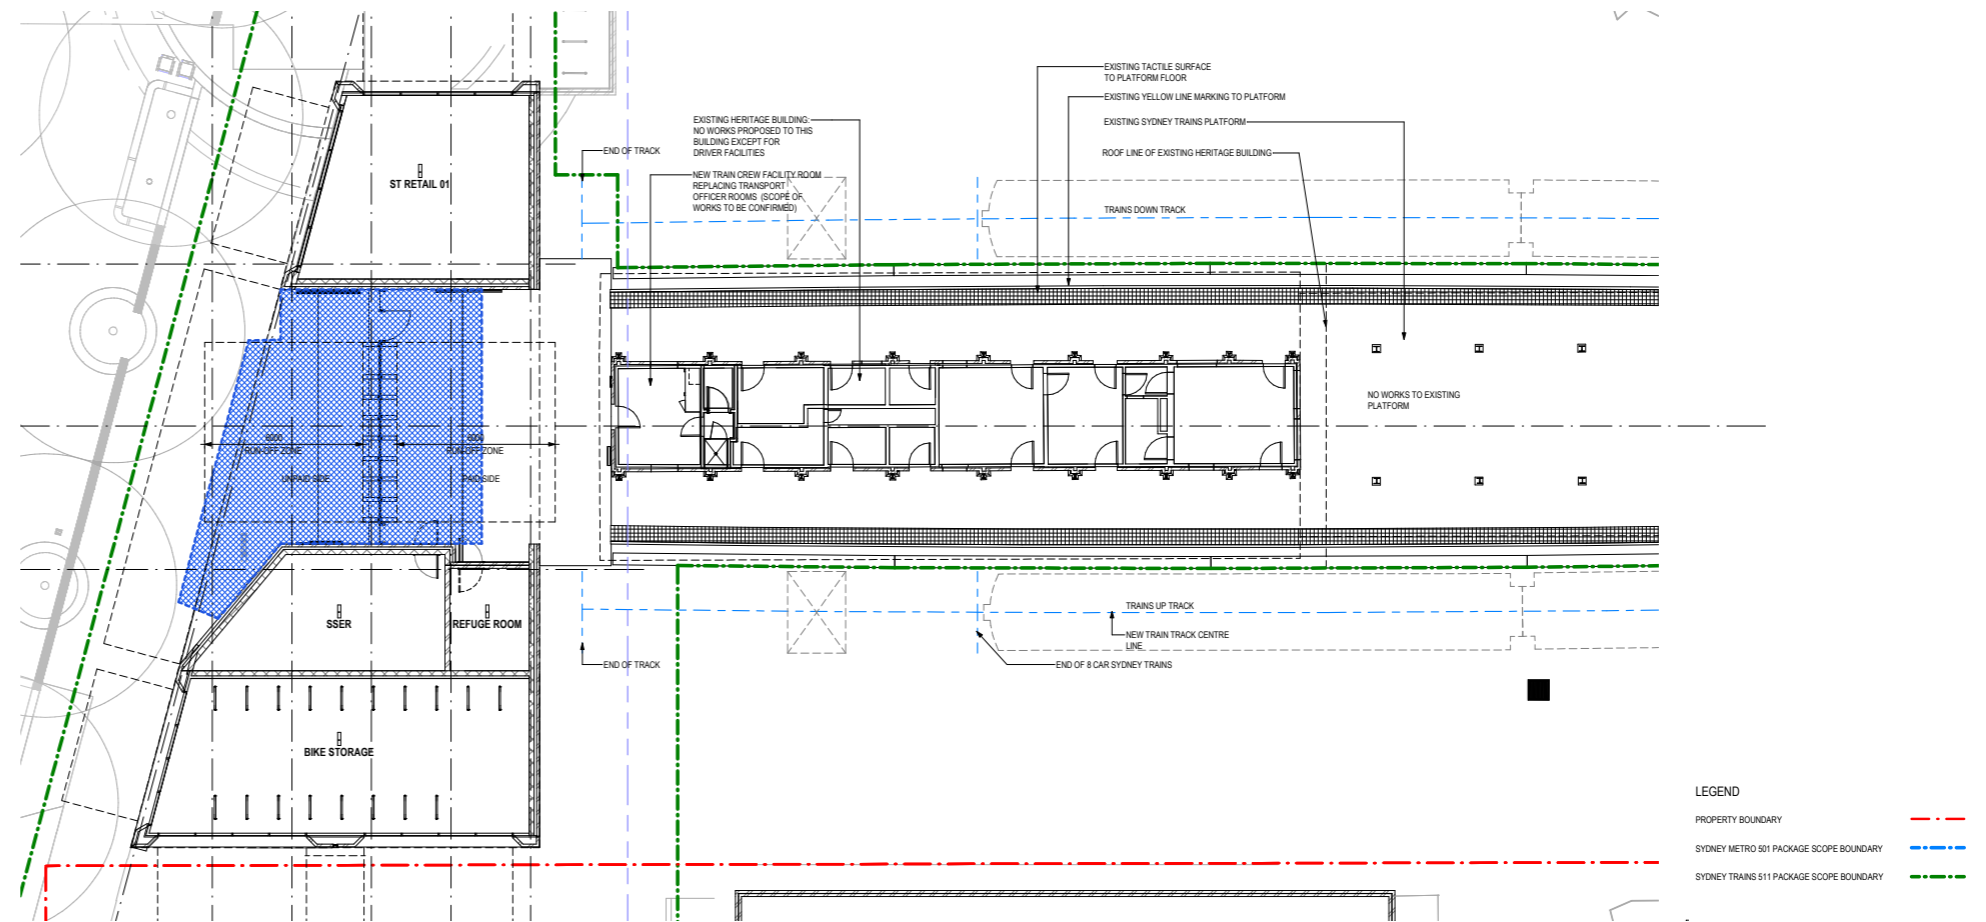 EXISTING TACTILE SURFACE
TO PLATFORM FLOOR
EXISTING YELLOW LINE MARKING TO PLATFORM
EXISTING HERITAGE BUILDING:
NO WORKS PROPOSED TO THIS
BUILDING EXCEPT FOR
DRIVER FACILITIES
EXISTING SYDNEY TRAINS PLATFORM
END OF TRACK
ROOF LINE OF EXISTING HERITAGE BUILDING
NEW TRAIN CREW FACILITY ROOM
REPLACING TRANSPORT
OFFICER ROOMS (SCOPE OF
WORKS TO BE CONFIRMED)
ST RETAIL 01
TRAINS DOWN TRACK
NO WORKS TO EXISTING
PLATFORM
6000
RUN-OFF ZONE
6000
RUN-OFF ZONE
UNPAID SIDE
PAID SIDE
TRAINS UP TRACK
SSER
REFUGE ROOM
NEW TRAIN TRACK CENTRE
LINE
END OF TRACK
END OF 8 CAR SYDNEY TRAINS
BIKE STORAGE
LEGEND
PROPERTY BOUNDARY
SYDNEY METRO 501 PACKAGE SCOPE BOUNDARY
SYDNEY TRAINS 511 PACKAGE SCOPE BOUNDARY